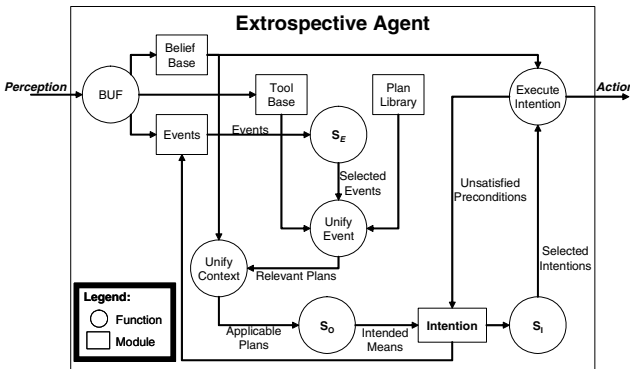 Extrospective Agent
Perception
BUF
Belief
Base
Tool
Base
Plan
Library
Execute
Intention
Action
Events
Events
S_E
Selected
Events
Unsatisfied
Preconditions
Unify
Event
Unify
Context
Relevant Plans
Selected
Intentions
Legend:
Function
Module
Applicable
Plans
S_O
Intended
Means
Intention
S_I